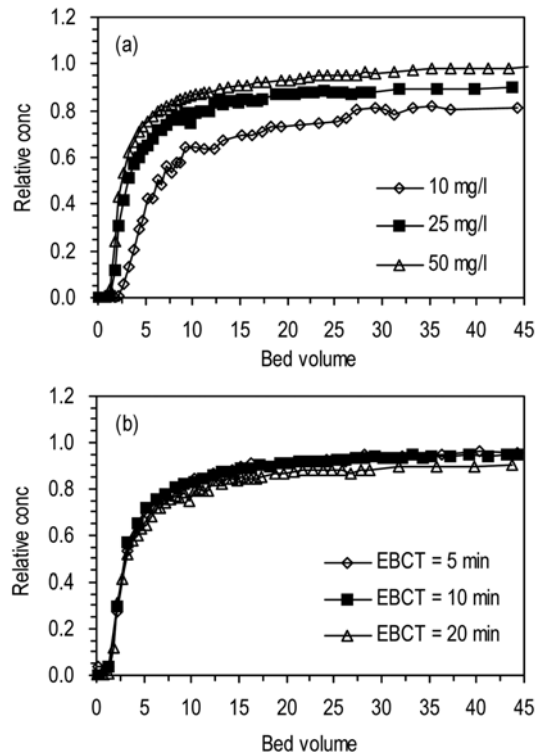 (a)
1.2
1.0
0.8
0.6
0.4
0.2
0.0
Relative conc
10 mg/l
25 mg/l
50 mg/l
0 5 10 15 20 25 30 35 40 45
Bed volume
(b)
1.2
1.0
0.8
0.6
0.4
0.2
0.0
Relative conc
EBCT = 5 min
EBCT = 10 min
EBCT = 20 min
0 5 10 15 20 25 30 35 40 45
Bed volume